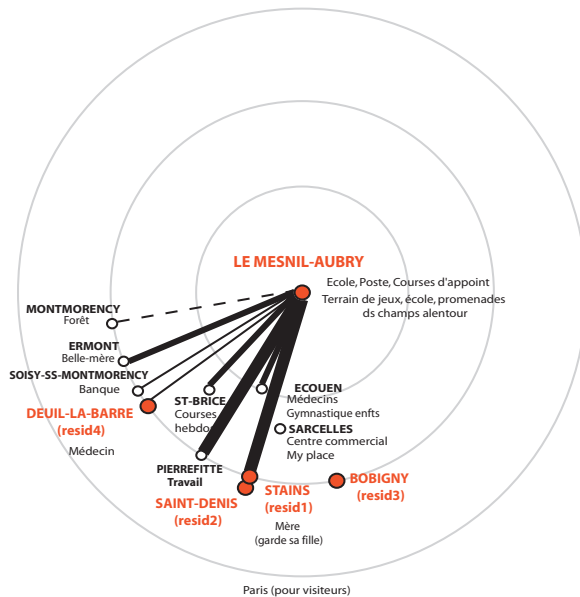 LE MESNIL-AUBRY
Ecole, Poste, Courses d'appoint
Terrain de jeux, école, promenades
ds champs alentour
MONTMORENCY
Forêt
ERMONT
Belle-mère
SOISY-SS-MONTMORENCY
Banque
DEUIL-LA-BARRE
(resid4)
Médecin
ST-BRICE
Courses
hebdo
ECOUEN
Médecins
Gymnastique enfts
SARCELLES
Centre commercial
My place
PIERREFITTE
Travail
SAINT-DENIS
(resid2)
STAINS
(resid1)
Mère
(garde sa fille)
BOBIGNY
(resid3)
Paris (pour visiteurs)